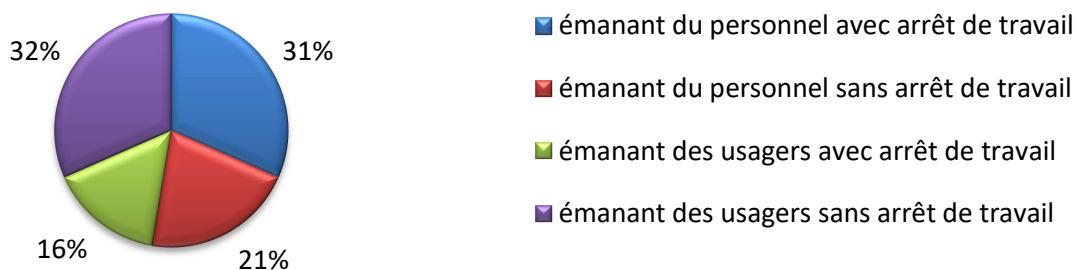 32%
31%
16%
21%
émanant du personnel avec arrêt de travail
émanant du personnel sans arrêt de travail
émanant des usagers avec arrêt de travail
émanant des usagers sans arrêt de travail